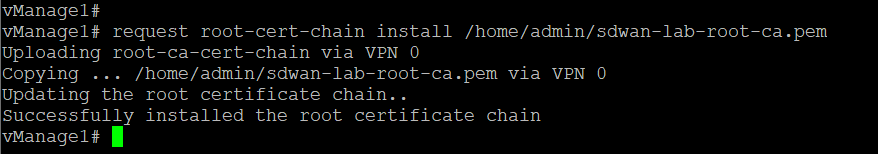 vManage1#
vManage1# request root-cert-chain install /home/admin/sdwan-lab-root-ca.pem
Uploading root-ca-cert-chain via VPN 0
Copying ... /home/admin/sdwan-lab-root-ca.pem via VPN 0
Updating the root certificate chain..
Successfully installed the root certificate chain
vManage1#